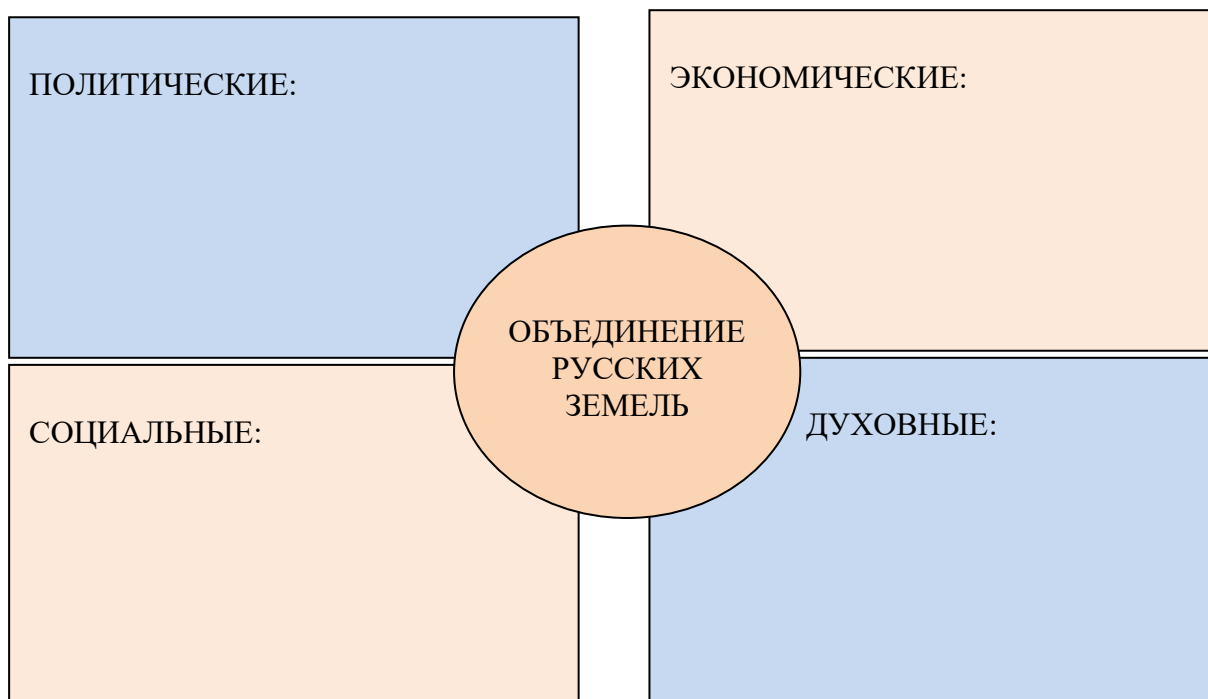 ПОЛИТИЧЕСКИЕ:
ЭКОНОМИЧЕСКИЕ:
ОБЪЕДИНЕНИЕ
РУССКИХ
ЗЕМЕЛЬ
СОЦИАЛЬНЫЕ:
ДУХОВНЫЕ: